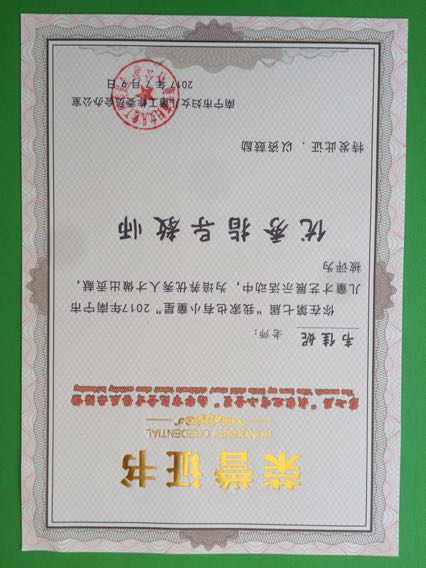 荣誉证书
HONORARY CREDENTIAL
韦佳妮 老师：
你在第七届“我家也有小童星”2017年南宁市
儿童才艺展示活动中，为培养优秀人才做出贡献，
被评为
优秀指导教师
特发此证，以资鼓励
南宁市妇女儿童工作委员会办公室
2017年7月9日